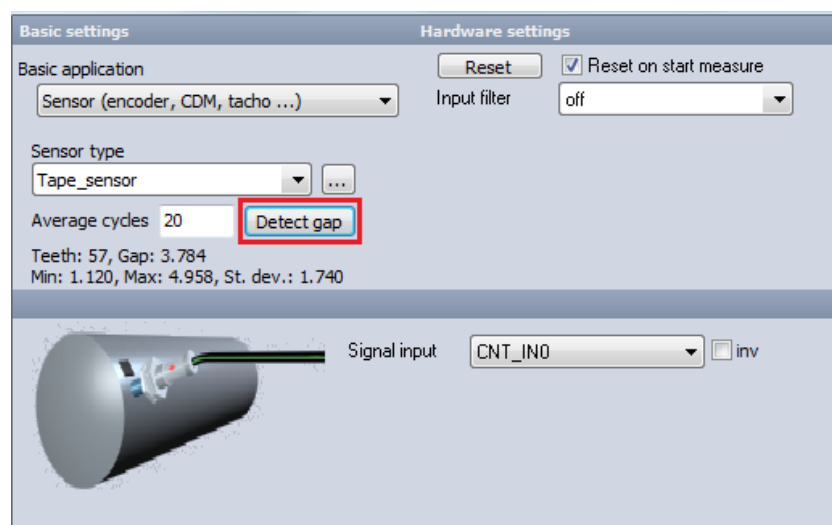 Basic settings
Hardware settings
Basic application
Reset
Reset on start measure
Sensor (encoder, CDM, tacho ...)
Input filter
off
Sensor type
Tape_sensor
...
Average cycles
20
Detect gap
Teeth: 57, Gap: 3.784
Min: 1.120, Max: 4.958, St. dev.: 1.740
Signal input
CNT_IN0
inv